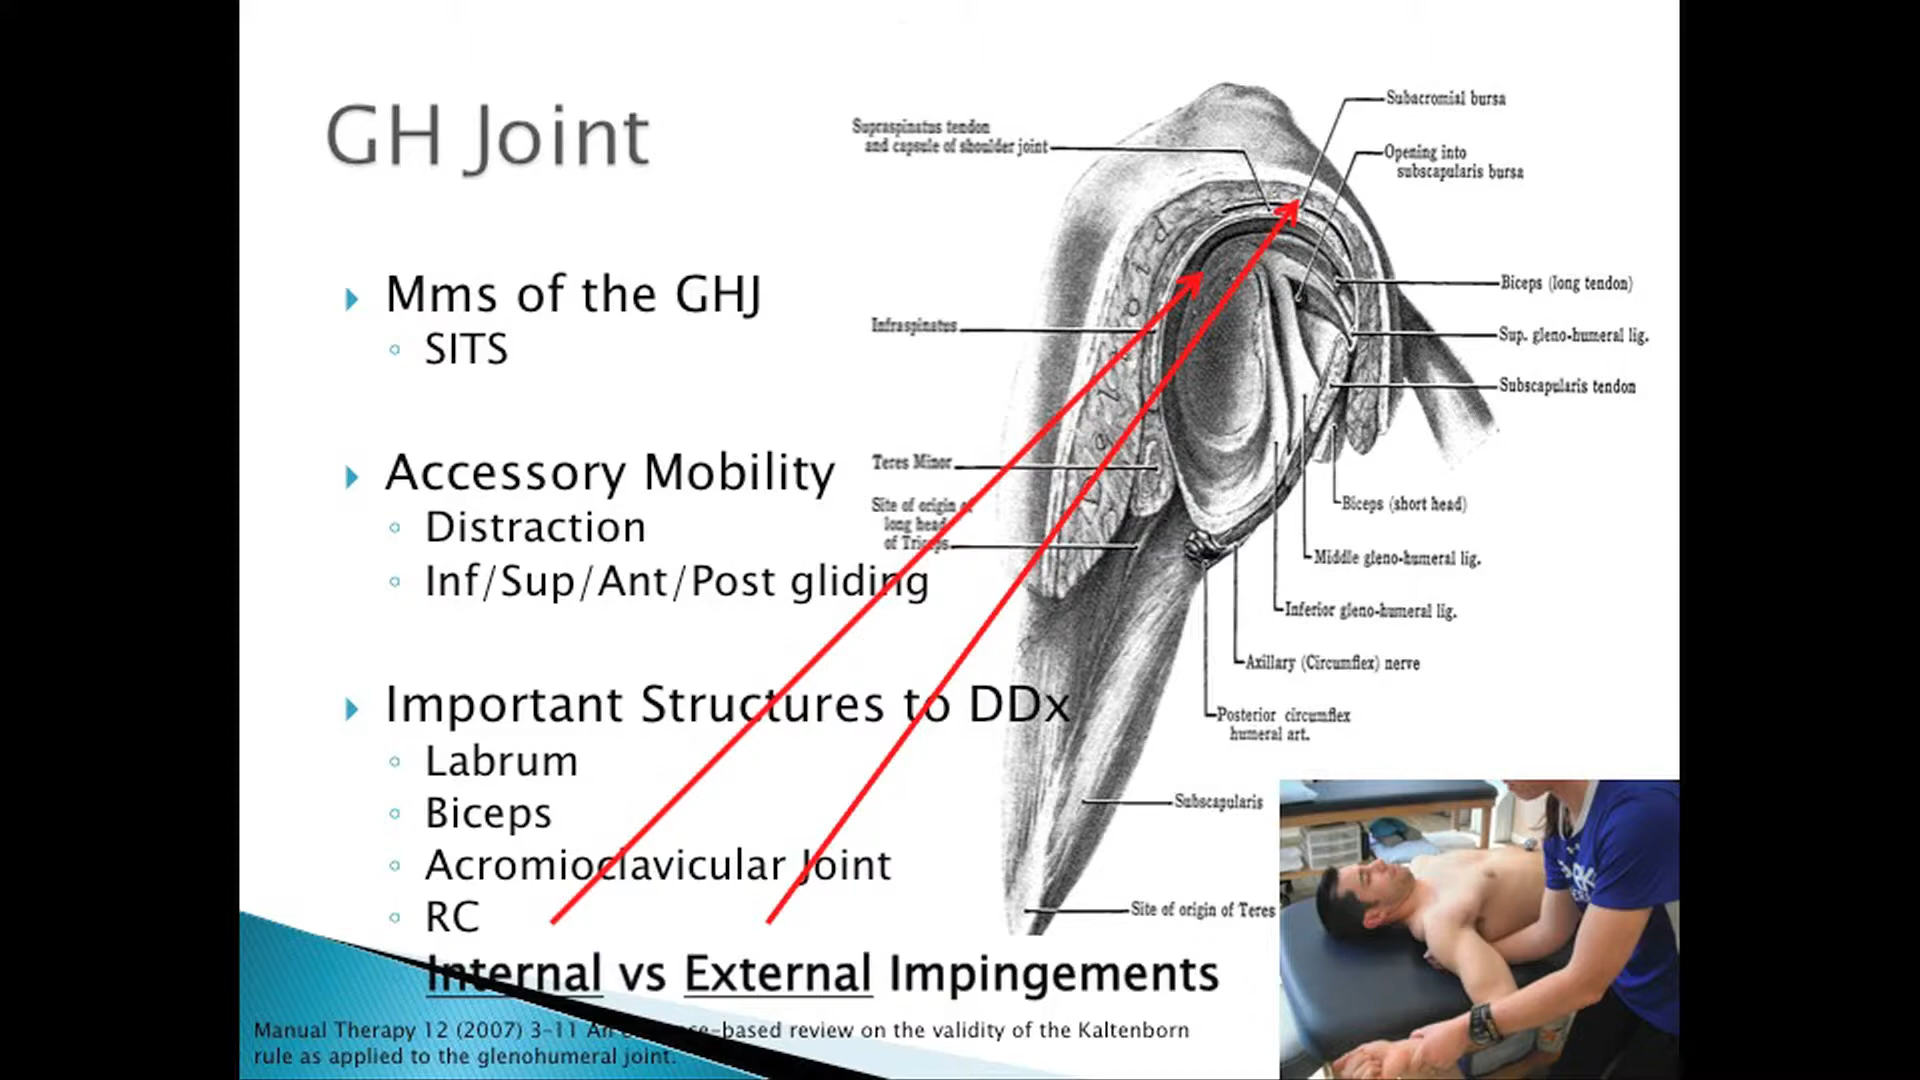 GH Joint
Mms of the GHJ
SITS
Accessory Mobility
Distraction
Inf/Sup/Ant/Post gliding
Important Structures to DDx
Labrum
Biceps
Acromioclavicular Joint
RC
Internal vs External Impingements
Manual Therapy 12 (2007) 3-11 An -based review on the validity of the Kaltenborn
rule as applied to the glenohumeral joint.
Supraspinatus tendon
and capsule of shoulder joint
Infraspinatus
Teres Minor
Site of origin of
long head
of Triceps
Deltoid
Subacromial bursa
Opening into
subscapularis bursa
Biceps (long tendon)
Sup. gleno-humeral lig.
Subscapularis tendon
Biceps (short head)
Middle gleno-humeral lig.
Inferior gleno-humeral lig.
Axillary (Circumflex) nerve
Posterior circumflex
humeral art.
Subscapularis
Site of origin of Teres